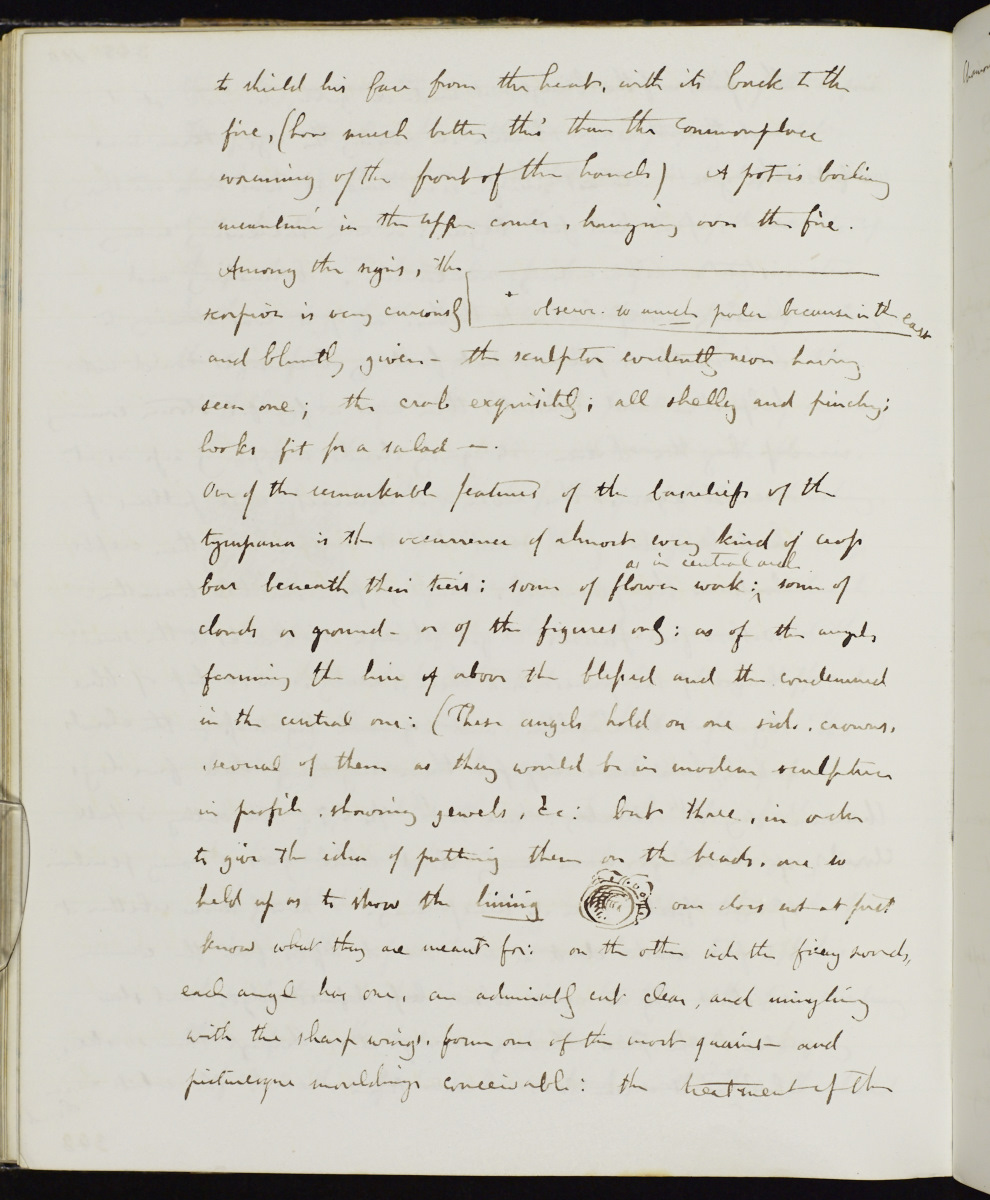 to shield his face from the heat, with its back to the
fire, (how much better this than the commonplace
warming of the front of the hands) A pot is boiling
meantime in the upper corner, hanging over the fire.
Among the signs, the
scorpion is very curiously
* observe. so much paler because in the east
and bluntly given - the sculptor evidently never having
seen one; the crab exquisitely; all shelly and pinchy;
looks fit for a salad —.
One of the remarkable features of the basreliefs of the
tympana is the occurrence of almost every kind of cross
as in central arch
bar beneath their tiers: some of flower work; some of
clouds or ground - or of the figures only: as of the angels
forming the line of above the blessed and the condemned
in the central one: (These angels hold on one side, crowns,
several of them as they would be in modern sculpture
in profile, showing jewels, &c: but three, in order
to give the idea of putting them on the heads, are so
held up as to show the lining one does not at first
know what they are meant for: on the other side the fiery swords,
each angel has one, are admirably cut clear, and mingling
with the sharp wings, form one of the most quaint and
picturesque mouldings conceivable: the treatment of the